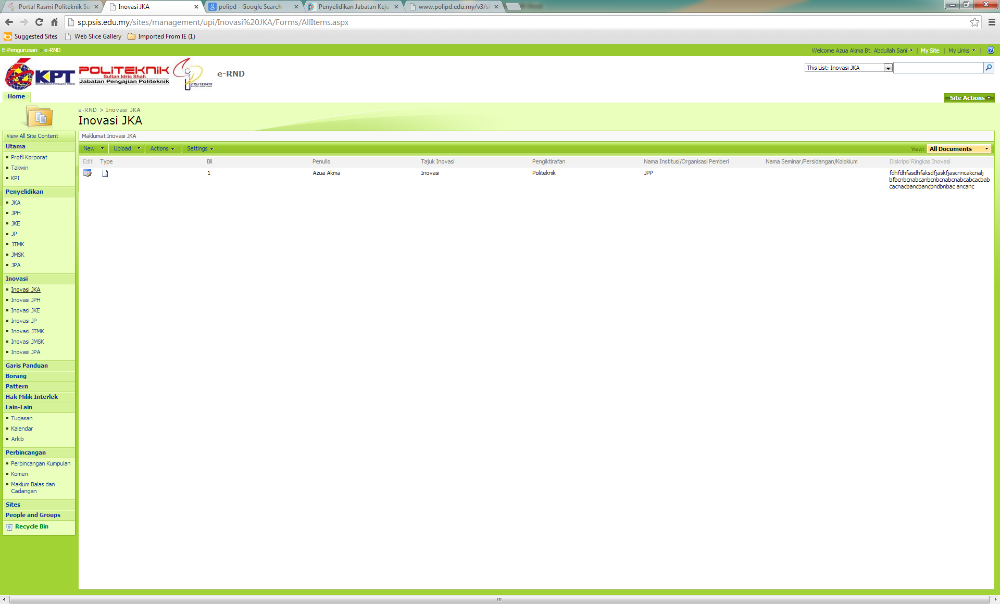 Portal Rasmi Politeknik Su
Inovasi JKA
polipd - Google Search
Penyelidikan Jabatan Keju
www.polipd.edu.my/v3/si
sp.psis.edu.my/sites/management/upi/Inovasi%20JKA/Forms/AllItems.aspx
Suggested Sites
Web Slice Gallery
Imported From IE (1)
E-Pengurusan > e-RND
Welcome Azua Akma Bt. Abdullah Sani
My Site
My Links
KPT
KEMENTERIAN PENGAJIAN TINGGI
POLITEKNIK
Sultan Idris Shah
Jabatan Pengajian Politeknik
POLITEKNIK
SULTAN IDRIS SHAH
e-RND
This List: Inovasi JKA
Home
Site Actions
e-RND > Inovasi JKA
Inovasi JKA
View All Site Content
Utama
Profil Korporat
Takwin
KPI
Penyelidikan
JKA
JPH
JKE
JP
JTMK
JMSK
JPA
Inovasi
Inovasi JKA
Inovasi JPH
Inovasi JKE
Inovasi JP
Inovasi JTMK
Inovasi JMSK
Inovasi JPA
Garis Panduan
Borang
Pattern
Hak Milik Interlek
Lain-Lain
Tugasan
Kalendar
Arkib
Perbincangan
Perbincangan Kumpulan
Komen
Maklum Balas dan
Cadangan
Sites
People and Groups
Recycle Bin
Maklumat Inovasi JKA
New Upload Actions Settings View: All Documents
Edit Type Bil Penulis Tajuk Inovasi Pengiktirafan Nama Institusi/Organisasi Pemberi Nama Seminar/Persidangan/Kolokium Diskripsi Ringkas Inovasi
1 Azua Akma Inovasi Politeknik JPP fdhfdhfasdhfaksdfjaskfjascnncakcnalj
bfbcnbcnabcanbcnbcnabcnabcabcacbab
cacnacbancbancbndbnbac ancanc